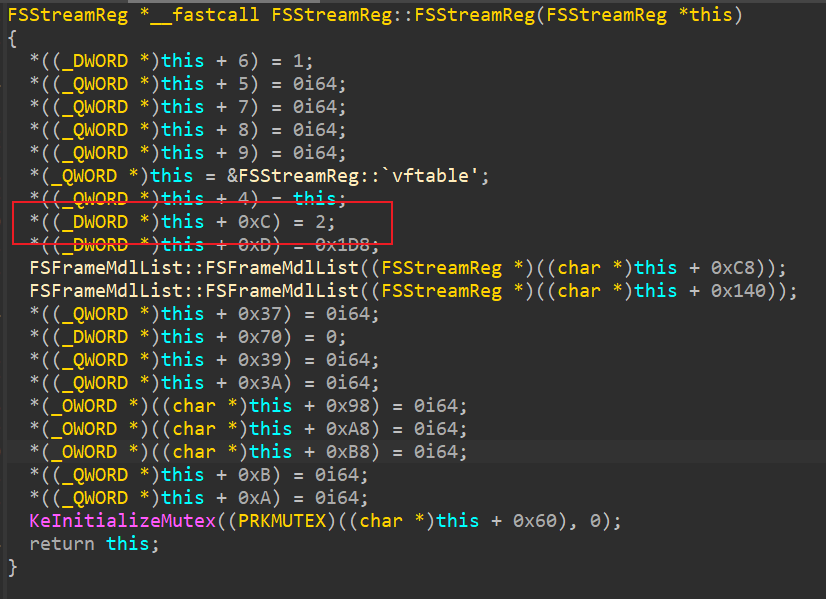 FSStreamReg *__fastcall FSStreamReg::FSStreamReg(FSStreamReg *this)
{
*((_DWORD *)this + 6) = 1;
*((_QWORD *)this + 5) = 0i64;
*((_QWORD *)this + 7) = 0i64;
*((_QWORD *)this + 8) = 0i64;
*((_QWORD *)this + 9) = 0i64;
*(_QWORD *)this = &FSStreamReg::`vftable';
*((_QWORD *)this + 4) = this;
*((_DWORD *)this + 0xC) = 2;
*((_DWORD *)this + 0xD) = 0x1D8;
FSFrameMdlList::FSFrameMdlList((FSStreamReg *)((char *)this + 0xC8));
FSFrameMdlList::FSFrameMdlList((FSStreamReg *)((char *)this + 0x140));
*((_QWORD *)this + 0x37) = 0i64;
*((_DWORD *)this + 0x70) = 0;
*((_QWORD *)this + 0x39) = 0i64;
*((_QWORD *)this + 0x3A) = 0i64;
*(_OWORD *)((char *)this + 0x98) = 0i64;
*(_OWORD *)((char *)this + 0xA8) = 0i64;
*(_OWORD *)((char *)this + 0xB8) = 0i64;
*((_QWORD *)this + 0xB) = 0i64;
*((_QWORD *)this + 0xA) = 0i64;
KeInitializeMutex((PRKMUTEX)((char *)this + 0x60), 0);
return this;
}